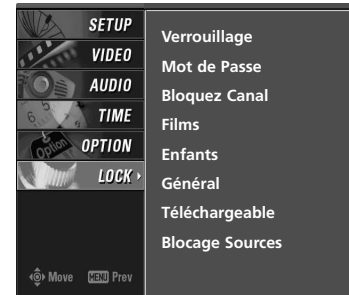 SETUP
VIDEO
AUDIO
TIME
OPTION
LOCK
Move MENU Prev
Verrouillage
Mot de Passe
Bloquez Canal
Films
Enfants
Général
Téléchargeable
Blocage Sources